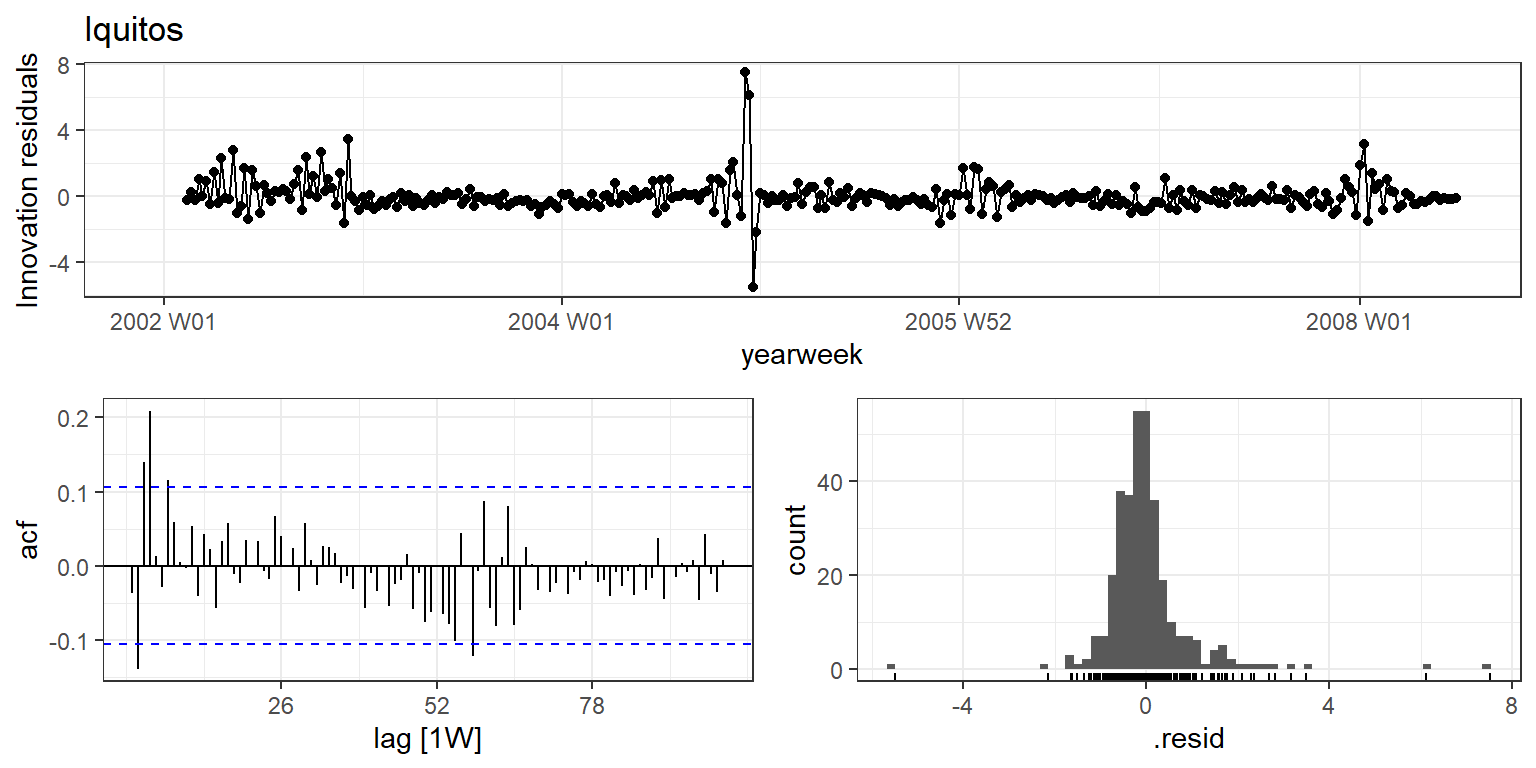 Iquitos
Innovation residuals
8
4
0
-4
2002 W01
2004 W01
2005 W52
2008 W01
yearweek
acf
0.2
0.1
0.0
-0.1
26
52
78
lag [1W]
count
40
20
0
-4
0
4
8
.resid